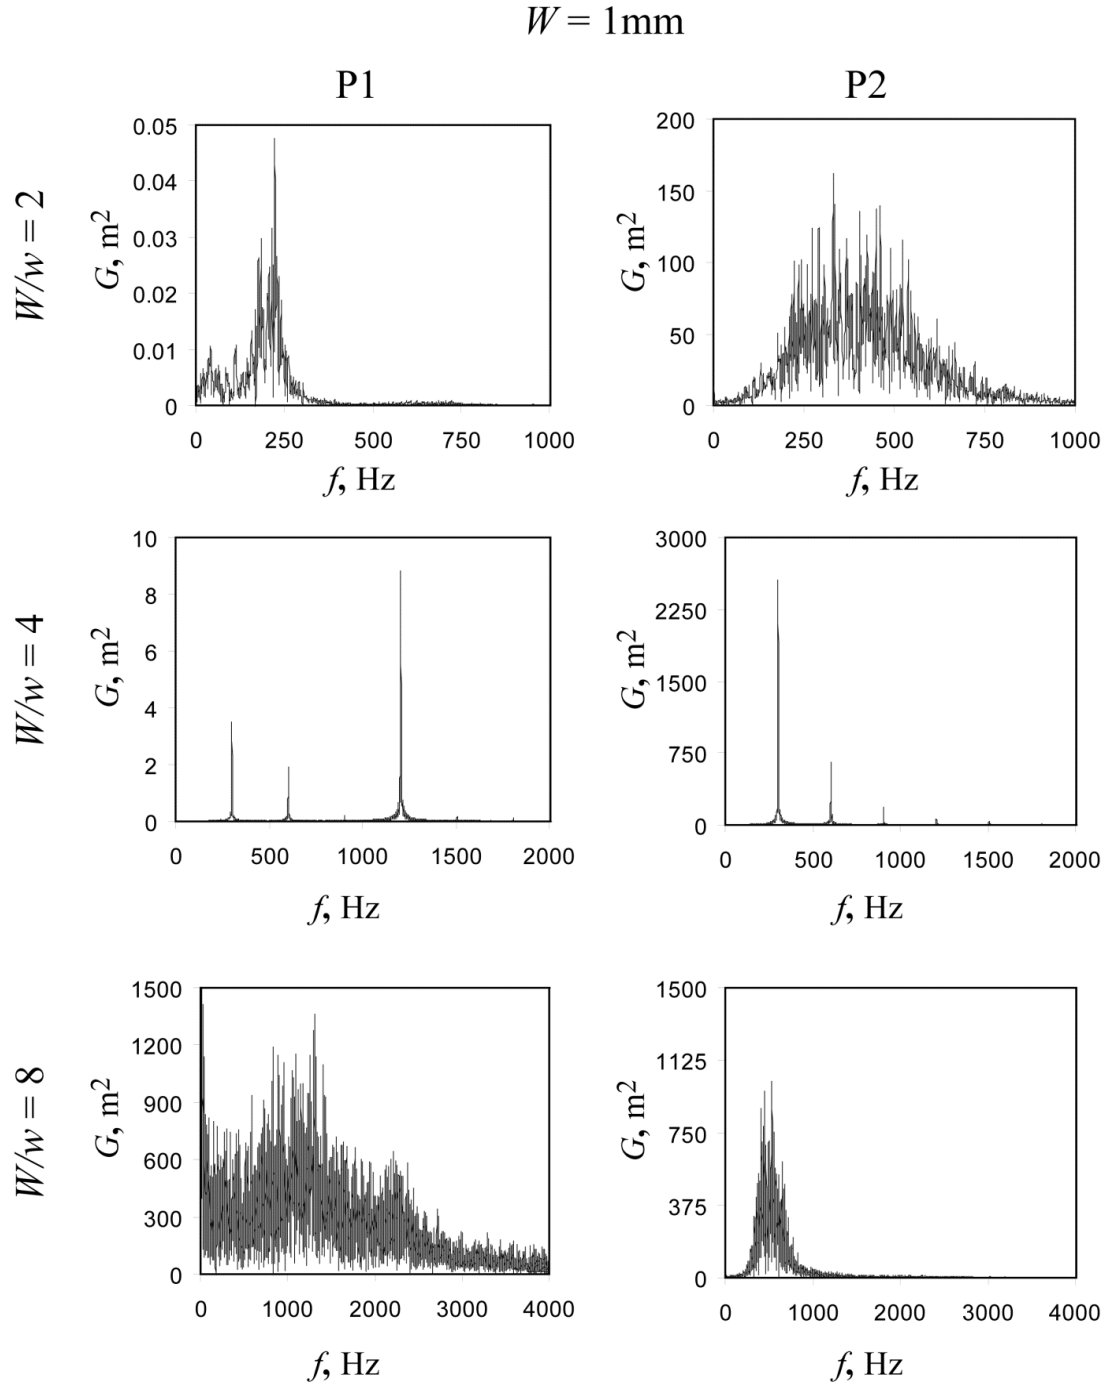 W = 1mm
P1
P2
W/w = 2
G, m²
0.05
0.04
0.03
0.02
0.01
0
0 250 500 750 1000
f, Hz
G, m²
200
150
100
50
0
0 250 500 750 1000
f, Hz
W/w = 4
G, m²
10
8
6
4
2
0
0 500 1000 1500 2000
f, Hz
G, m²
3000
2250
1500
750
0
0 500 1000 1500 2000
f, Hz
W/w = 8
G, m²
1500
1200
900
600
300
0
0 1000 2000 3000 4000
f, Hz
G, m²
1500
1125
750
375
0
0 1000 2000 3000 4000
f, Hz